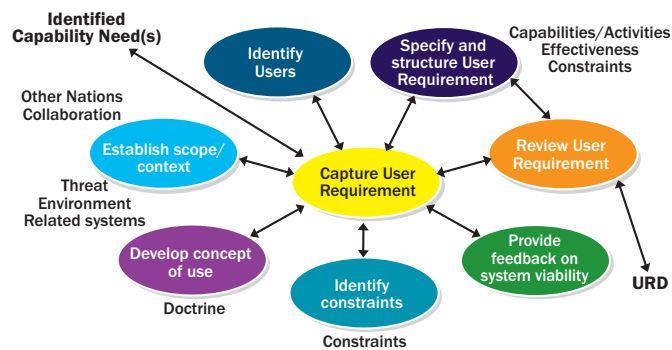 Identified
Capability Need(s)
Identify
Users
Specify and
structure User
Requirement
Capabilities/Activities
Effectiveness
Constraints
Other Nations
Collaboration
Establish scope/
context
Capture User
Requirement
Review User
Requirement
Threat
Environment
Related systems
Develop concept
of use
Doctrine
Identify
constraints
Constraints
Provide
feedback on
system viability
URD